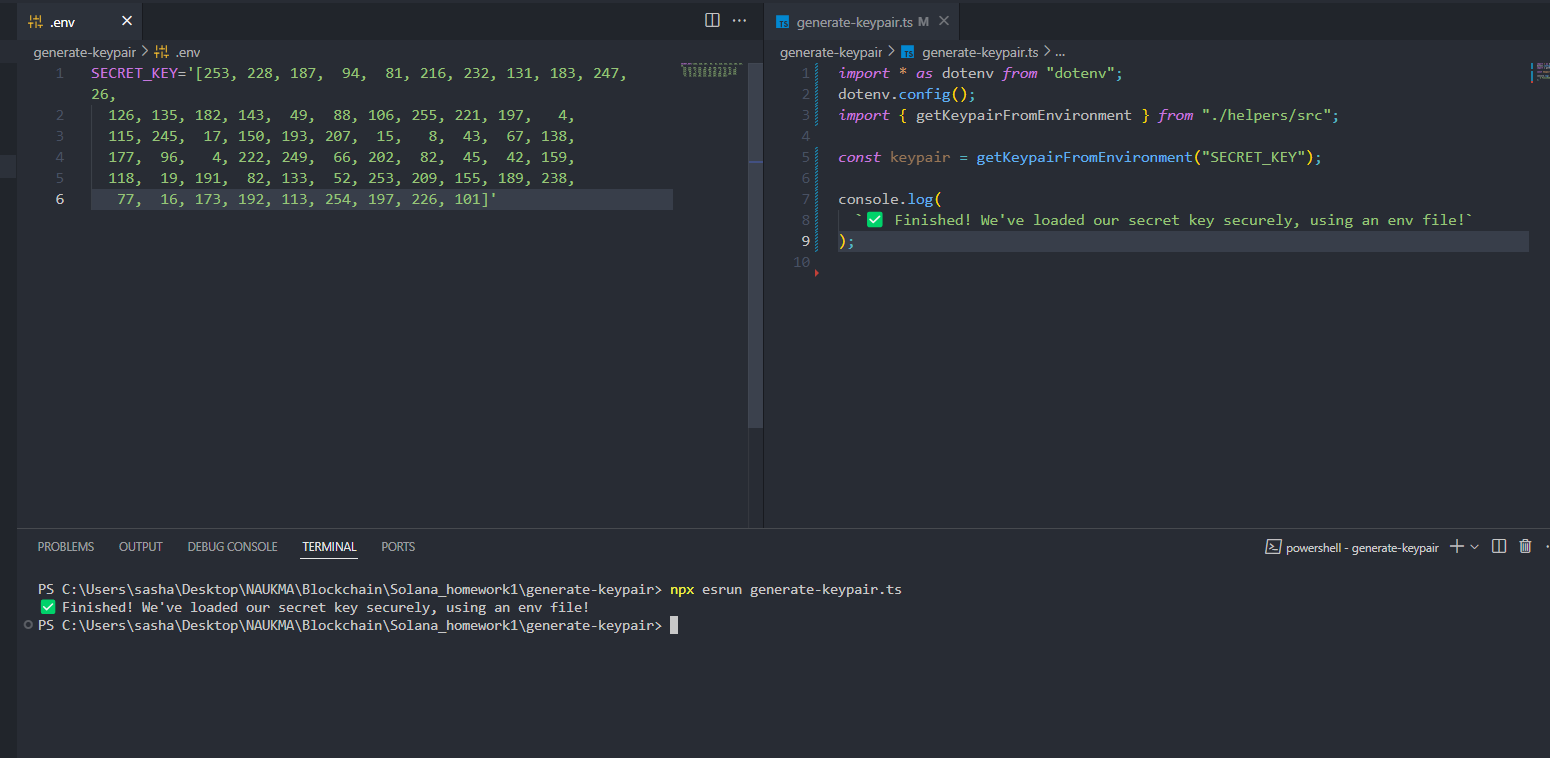 .env
generate-keypair > .env
1 SECRET_KEY='[253, 228, 187, 94, 81, 216, 232, 131, 183, 247,
26,
2 126, 135, 182, 143, 49, 88, 106, 255, 221, 197, 4,
3 115, 245, 17, 150, 193, 207, 15, 8, 43, 67, 138,
4 177, 96, 4, 222, 249, 66, 202, 82, 45, 42, 159,
5 118, 19, 191, 82, 133, 52, 253, 209, 155, 189, 238,
6 77, 16, 173, 192, 113, 254, 197, 226, 101]'
TS generate-keypair.ts M
generate-keypair > TS generate-keypair.ts > ...
1 import * as dotenv from "dotenv";
2 dotenv.config();
3 import { getKeypairFromEnvironment } from "./helpers/src";
4
5 const keypair = getKeypairFromEnvironment("SECRET_KEY");
6
7 console.log(
8 `✅ Finished! We've loaded our secret key securely, using an env file!`
9 );
10
PROBLEMS OUTPUT DEBUG CONSOLE TERMINAL PORTS
powershell - generate-keypair
PS C:\Users\sasha\Desktop\NAUKMA\Blockchain\Solana_homework1\generate-keypair> npx esrun generate-keypair.ts
✅ Finished! We've loaded our secret key securely, using an env file!
PS C:\Users\sasha\Desktop\NAUKMA\Blockchain\Solana_homework1\generate-keypair>